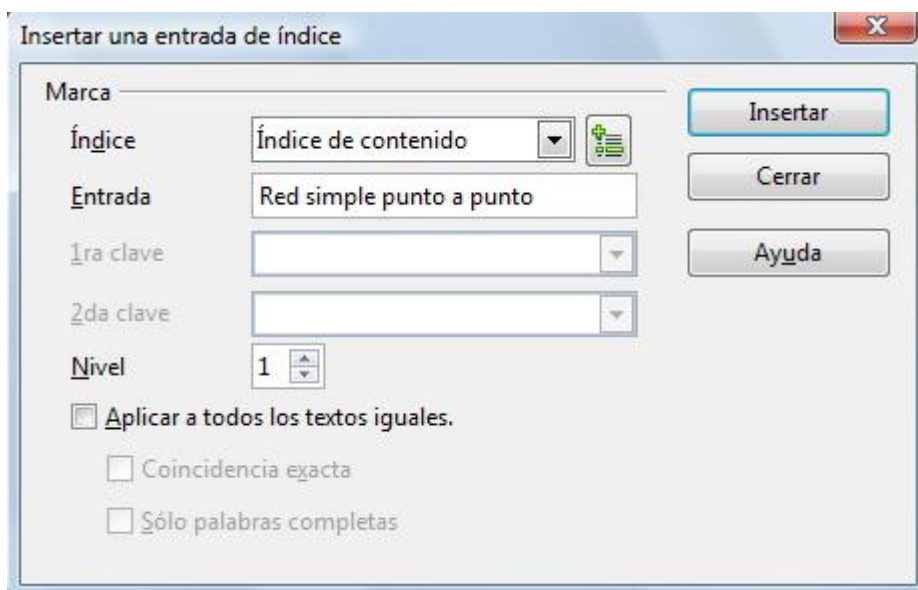 Insertar una entrada de índice
Marca
Índice
Índice de contenido
Entrada
Red simple punto a punto
1ra clave
2da clave
Nivel
1
Aplicar a todos los textos iguales.
Coincidencia exacta
Sólo palabras completas
Insertar
Cerrar
Ayuda